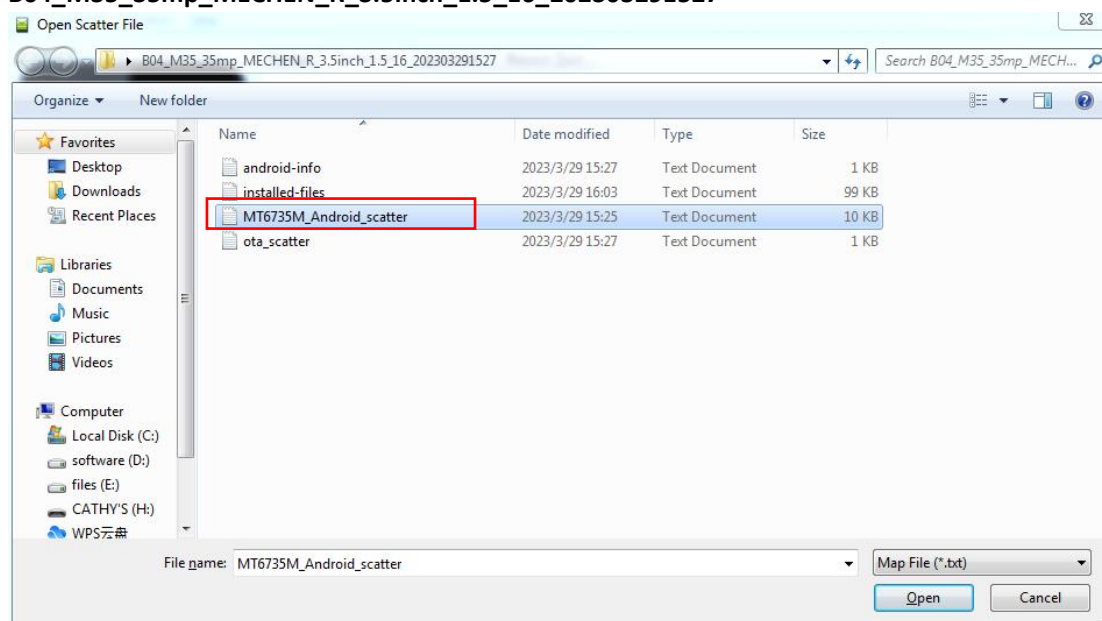 B04_M35_35mp_MECHEN_R_3.5inch_1.5_16_202303291527
Open Scatter File
B04_M35_35mp_MECHEN_R_3.5inch_1.5_16_202303291527
Search B04_M35_35mp_MECH...
Organize
New folder
Name Date modified Type Size
Favorites
Desktop
Downloads
Recent Places
Libraries
Documents
Music
Pictures
Videos
Computer
Local Disk (C:)
software (D:)
files (E:)
CATHY'S (H:)
WPS云盘
android-info 2023/3/29 15:27 Text Document 1 KB
installed-files 2023/3/29 16:03 Text Document 99 KB
MT6735M_Android_scatter 2023/3/29 15:25 Text Document 10 KB
ota_scatter 2023/3/29 15:27 Text Document 1 KB
File name: MT6735M_Android_scatter
Map File (*.txt)
Open
Cancel